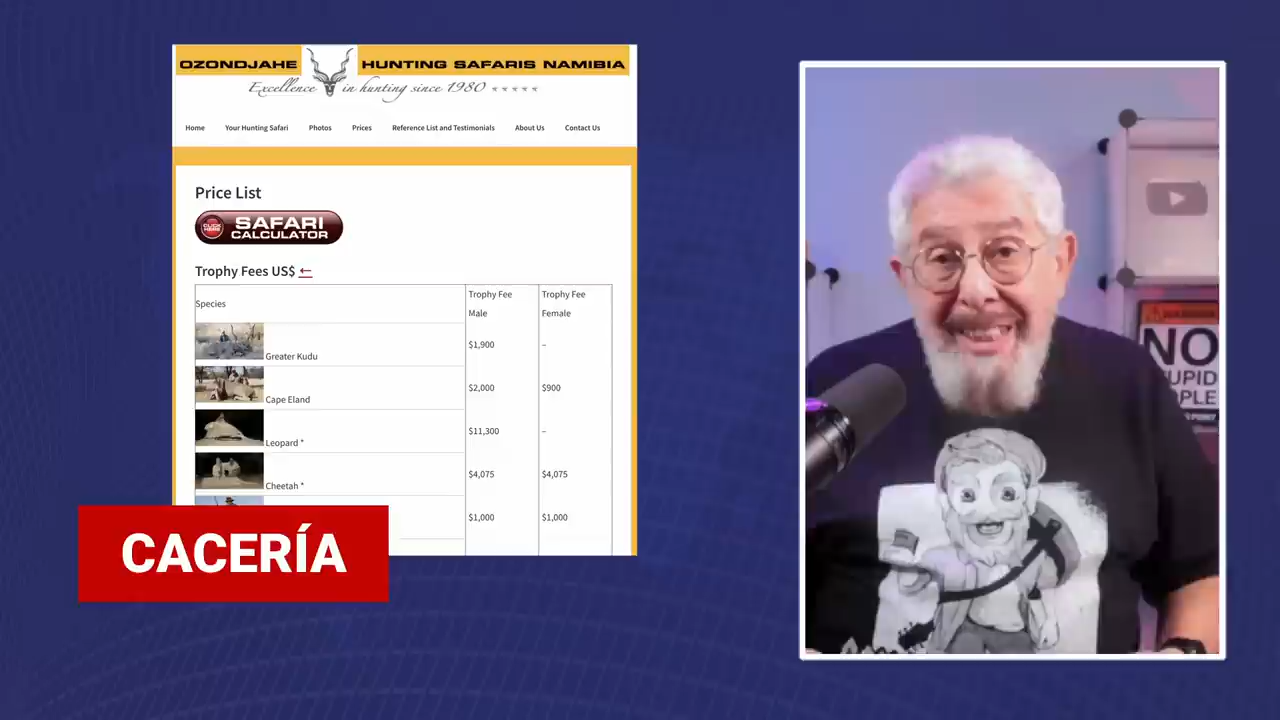 OZONDJAHE HUNTING SAFARIS NAMIBIA
Excellence in hunting since 1980
Home Your Hunting Safari Photos Prices Reference List and Testimonials About Us Contact Us
Price List
CLICK HERE SAFARI CALCULATOR
Trophy Fees US$ ←
Species Trophy Fee Male Trophy Fee Female
Greater Kudu $1,900 –
Cape Eland $2,000 $900
Leopard * $11,300 –
Cheetah * $4,075 $4,075
$1,000 $1,000
CACERÍA
NO